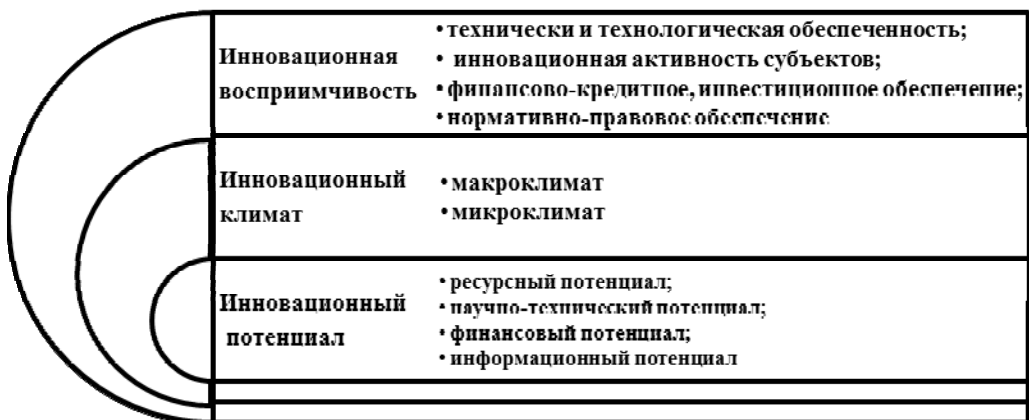 Инновационная
восприимчивость
• технически и технологическая обеспеченность;
• инновационная активность субъектов;
• финансово-кредитное, инвестиционное обеспечение;
• нормативно-правовое обеспечение
Инновационный
климат
• макроклимат
• микроклимат
Инновационный
потенциал
• ресурсный потенциал;
• научно-технический потенциал;
• финансовый потенциал;
• информационный потенциал